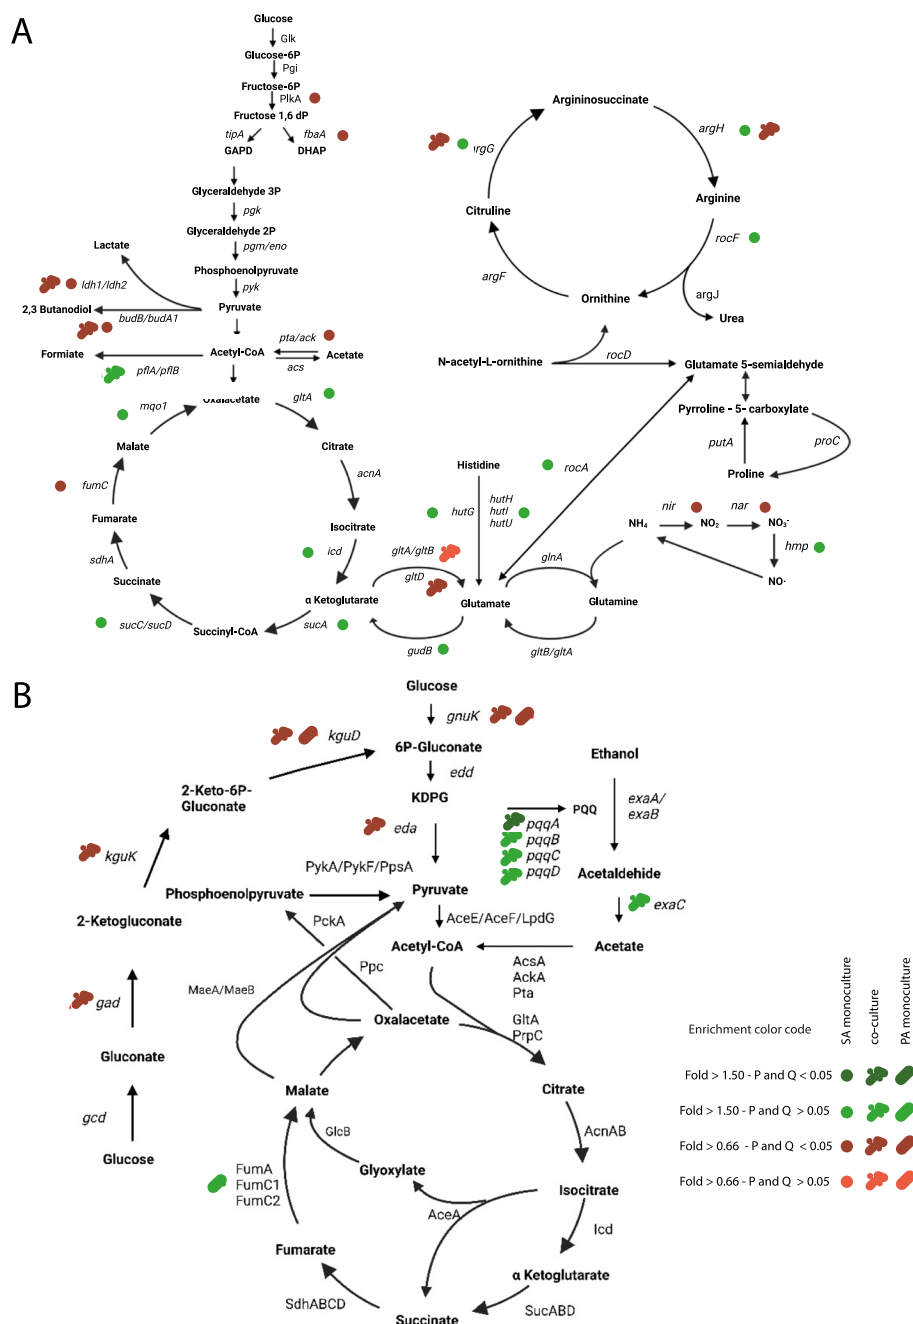 A
Glucose
Glk
Glucose-6P
Pgi
Fructose-6P
PlkA
Fructose 1,6 dP
tipA
fbaA
GAPD
DHAP
Glyceraldehyde 3P
pgk
Glyceraldehyde 2P
pgm/eno
Phosphoenolpyruvate
pyk
Lactate
ldh1/ldh2
2,3 Butanodiol
budB/budA1
Pyruvate
pta/ack
Formiate
Acetyl-CoA
Acetate
pflA/pflB
acs
Oxalacetate
gltA
mqo1
Malate
Citrate
acnA
fumC
Fumarate
Isocitrate
icd
sdhA
Succinate
α Ketoglutarate
sucC/sucD
Succinyl-CoA
sucA
Argininosuccinate
argH
argG
Citruline
Arginine
rocF
argF
argJ
Ornithine
Urea
N-acetyl-L-ornithine
rocD
Glutamate 5-semialdehyde
Pyrroline - 5- carboxylate
putA
proC
Proline
Histidine
rocA
hutG
hutH
hutI
hutU
nir
nar
NH₄
NO₂
NO₃⁻
hmp
NO·
gltA/gltB
gltD
glnA
Glutamate
Glutamine
gudB
gltB/gltA
B
Glucose
gnuK
kguD
6P-Gluconate
edd
Ethanol
2-Keto-6P-
Gluconate
KDPG
PQQ
exaA/
exaB
pqqA
pqqB
pqqC
pqqD
eda
kguK
PykA/PykF/PpsA
Acetaldehide
Phosphoenolpyruvate
Pyruvate
exaC
2-Ketogluconate
PckA
AceE/AceF/LpdG
Acetyl-CoA
Acetate
Ppc
AcsA
AckA
Pta
MaeA/MaeB
gad
Oxalacetate
GltA
PrpC
Gluconate
Malate
Citrate
gcd
GlcB
AcnAB
Glucose
Glyoxylate
FumA
FumC1
FumC2
Isocitrate
AceA
Icd
Fumarate
α Ketoglutarate
SdhABCD
SucABD
Succinate
Enrichment color code
SA monoculture
co-culture
PA monoculture
Fold > 1.50 - P and Q < 0.05
Fold > 1.50 - P and Q > 0.05
Fold > 0.66 - P and Q < 0.05
Fold > 0.66 - P and Q > 0.05